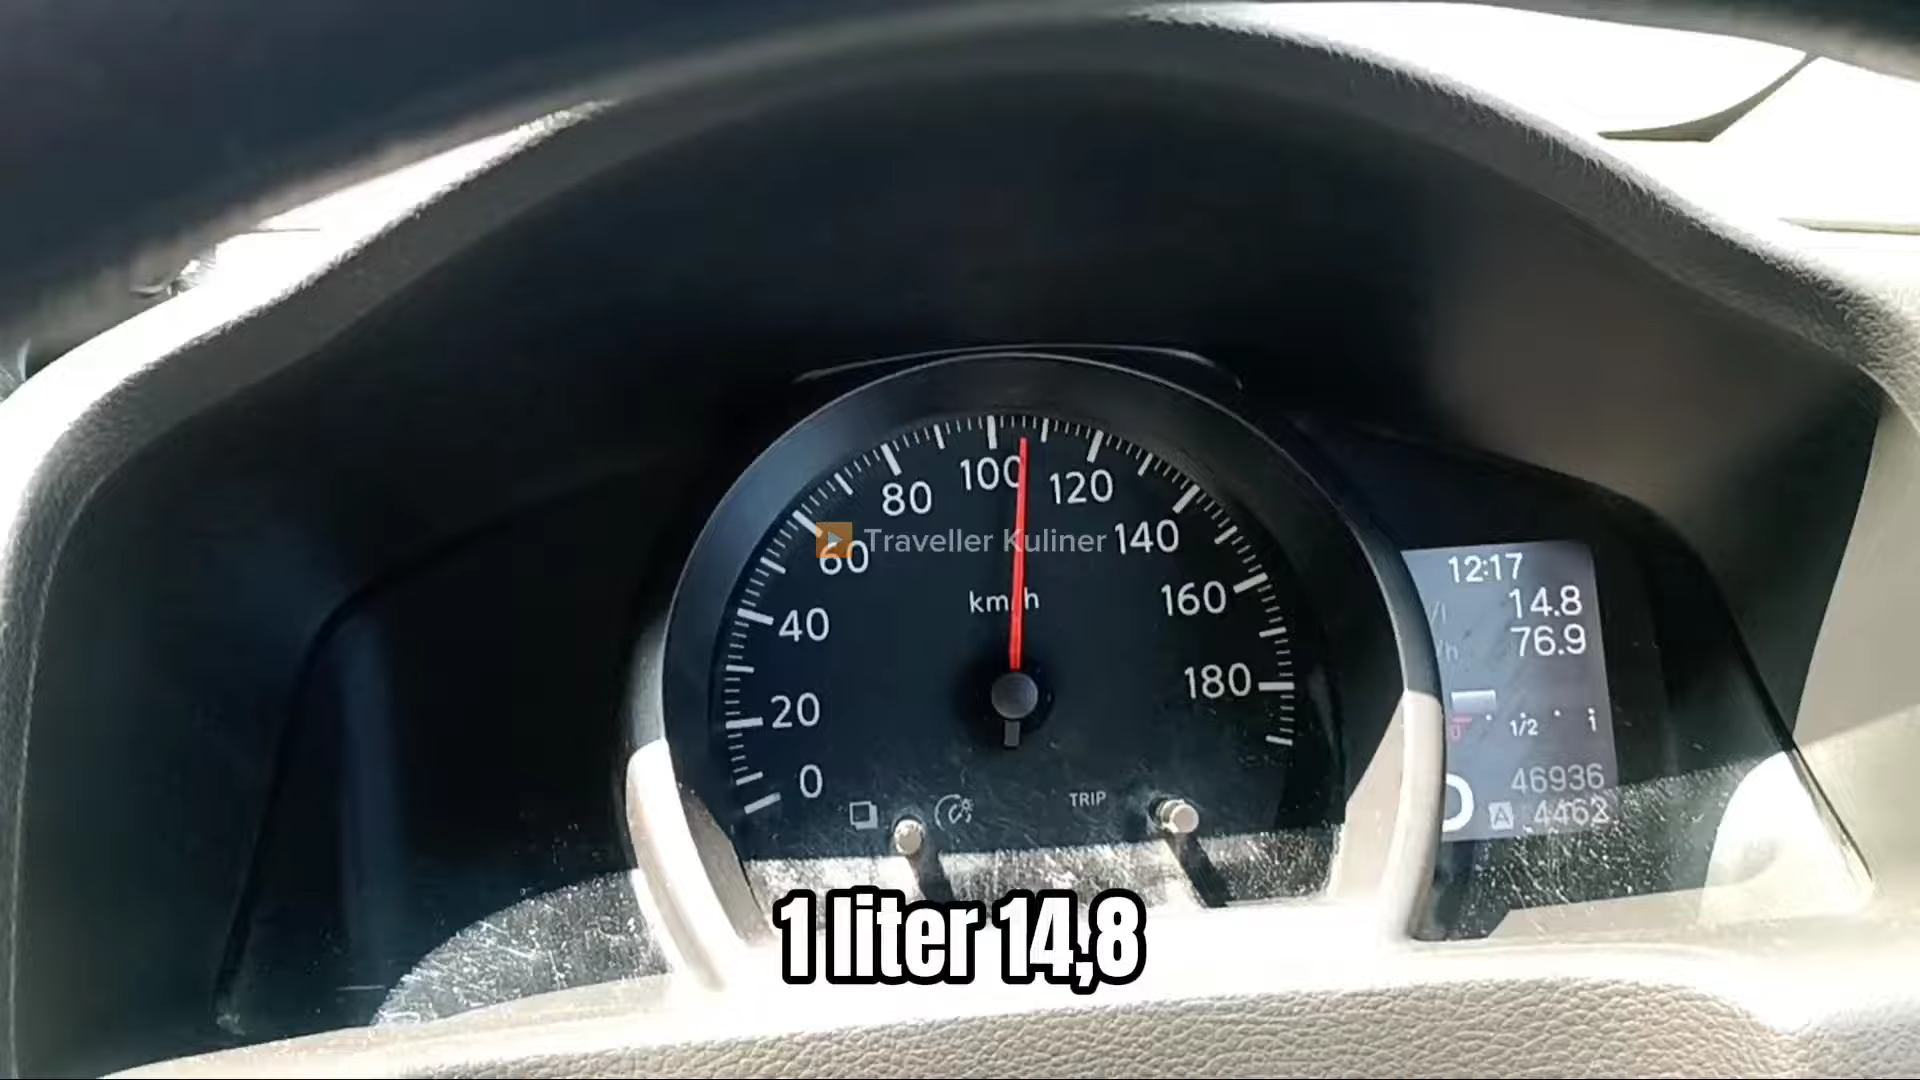 100
80
120
60
140
Traveller Kuliner
km/h
40
160
20
180
0
TRIP
12:17
/l 14.8
/h 76.9
1/2
46936
A 4462
1 liter 14,8